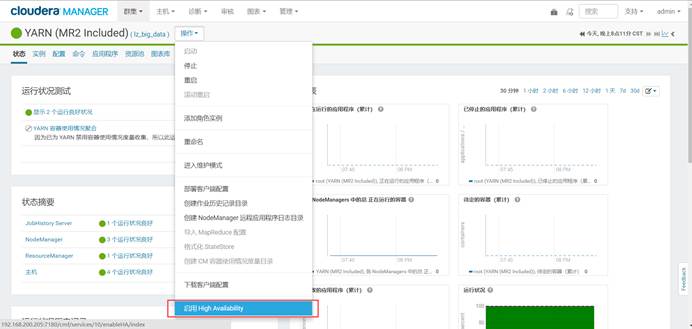 cloudera MANAGER 群集 主机 诊断 审核 图表 管理 搜索 支持 admin
YARN (MR2 Included) ( lz_big_data ) 操作 今天, 晚上8点11分 CST
状态 实例 配置 命令 应用程序 资源池 图表库
启动
停止
重启
滚动重启
添加角色实例
重命名
进入维护模式
部署客户端配置
创建作业历史记录目录
创建 NodeManager 远程应用程序日志目录
导入 MapReduce 配置
格式化 StateStore
创建 CM 容器使用情况度量目录
下载客户端配置
启用 High Availability
运行状况测试
显示 2 个运行良好状况
YARN 容器使用情况聚合
因为已为 YARN 禁用容器使用情况度量收集，所以此运
状态摘要
JobHistory Server 1 个运行状况良好
NodeManager 3 个运行状况良好
ResourceManager 1 个运行状况良好
主机 4 个运行状况良好
表 30 分钟 1 小时 2 小时 6 小时 12 小时 1 天 7d 30d
在运行的应用程序 (累计)
07:45 08 PM
root (YARN (MR2 Included)), 正在运行的应用程序 (累... 0
已停止的应用程序 (累计)
applications / ...
07:45 08 PM
root (YARN (MR2 Included)), 已停止的应用程序 (累... 0
NodeManagers 中的总 正在运行的容器
07:45 08 PM
YARN (MR2 Included), 各 NodeManagers 中的总 正... 0
待定的容器 (累计)
containers
07:45 08 PM
root (YARN (MR2 Included)), 待定的容器 (累计) 0
的应用程序 (累计)
运行状况
100%
Feedback
192.168.200.205:7180/cmf/services/10/enableHA/index